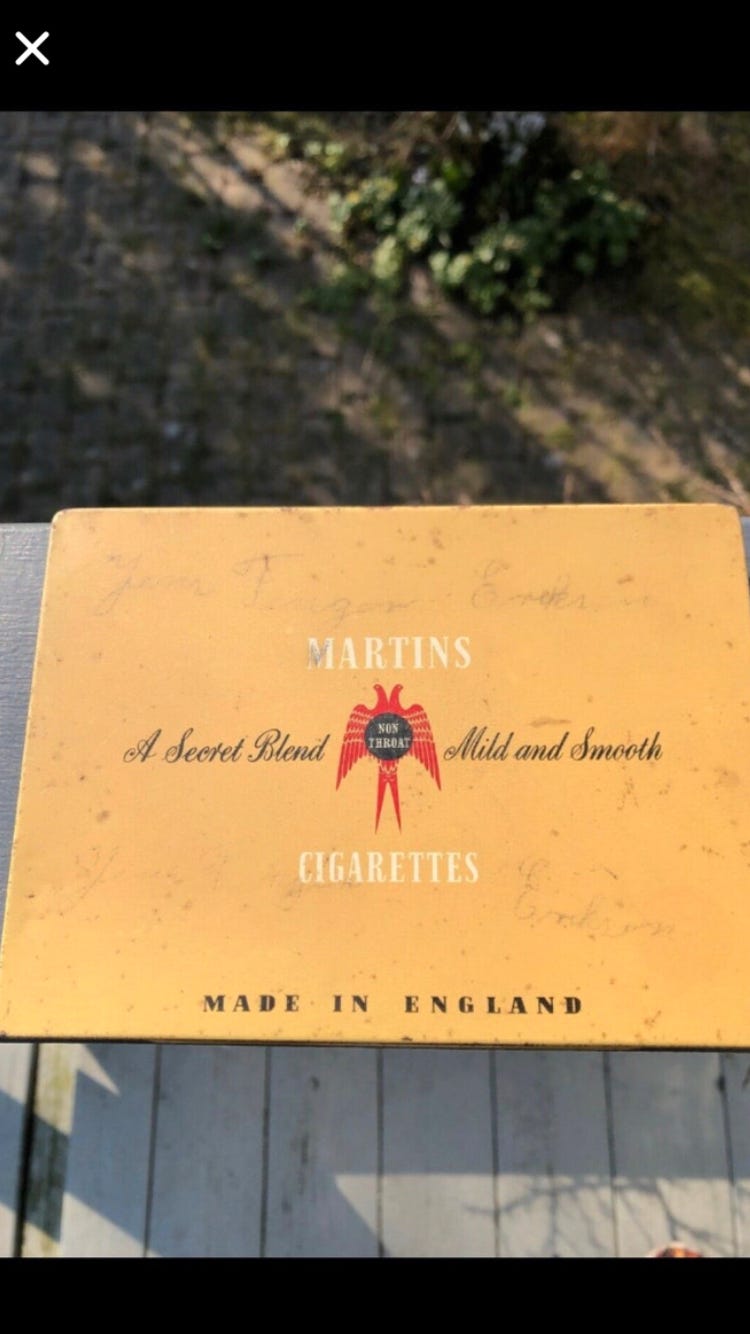 MARTINS
A Secret Blend NON THROAT Mild and Smooth
CIGARETTES
MADE IN ENGLAND